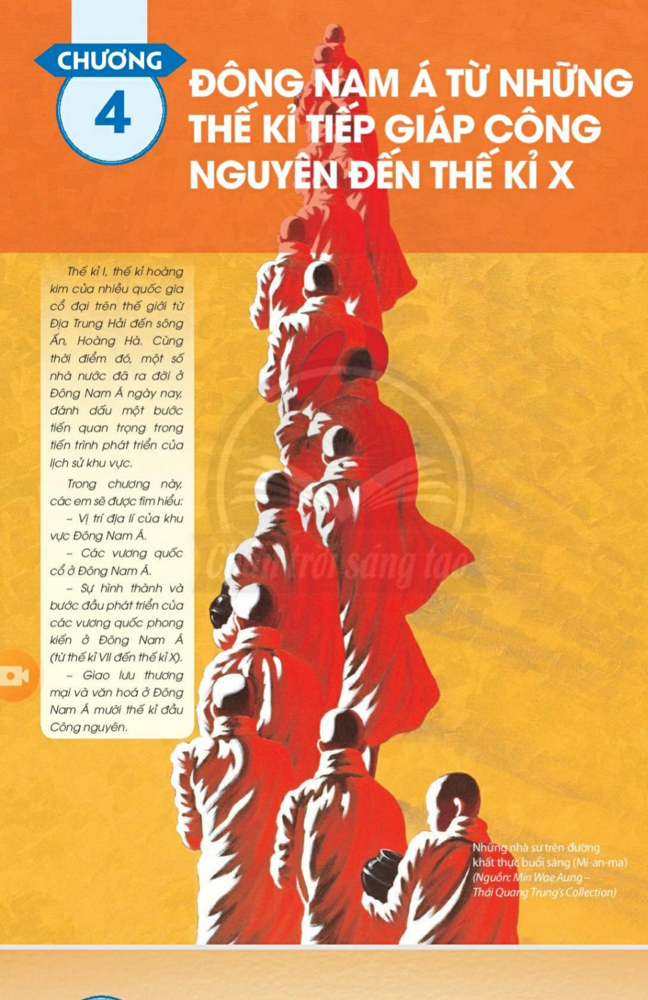 CHƯƠNG
4
ĐÔNG NAM Á TỪ NHỮNG
THẾ KỈ TIẾP GIÁP CÔNG
NGUYÊN ĐẾN THẾ KỈ X
Thế kỉ I, thế kỉ hoàng
kim của nhiều quốc gia
cổ đại trên thế giới từ
Địa Trung Hải đến sông
Ấn, Hoàng Hà. Cùng
thời điểm đó, một số
nhà nước đã ra đời ở
Đông Nam Á ngày nay,
đánh dấu một bước
tiến quan trọng trong
tiến trình phát triển của
lịch sử khu vực.
Trong chương này,
các em sẽ được tìm hiểu:
– Vị trí địa lí của khu
vực Đông Nam Á.
– Các vương quốc
cổ ở Đông Nam Á.
– Sự hình thành và
bước đầu phát triển của
các vương quốc phong
kiến ở Đông Nam Á
(từ thế kỉ VII đến thế kỉ X).
– Giao lưu thương
mại và văn hoá ở Đông
Nam Á mười thế kỉ đầu
Công nguyên.
Chân trời sáng tạo
Những nhà sư trên đường
khất thực buổi sáng (Mi-an-ma)
(Nguồn: Min Wae Aung –
Thái Quang Trung's Collection)